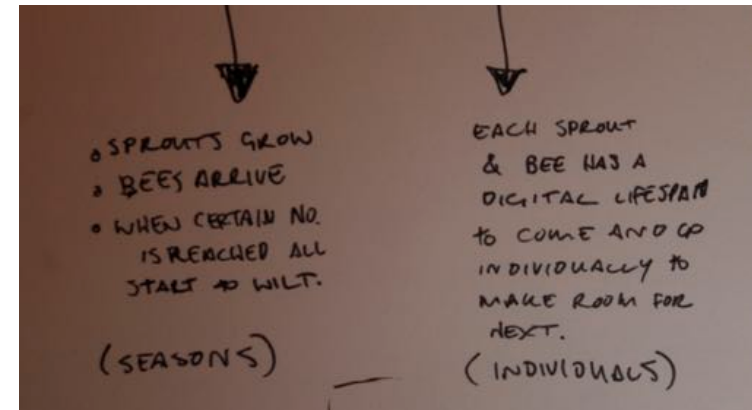 • SPROUTS GROW
• BEES ARRIVE
• WHEN CERTAIN NO.
IS REACHED ALL
START TO WILT.
(SEASONS)
EACH SPROUT
& BEE HAS A
DIGITAL LIFESPAN
TO COME AND GO
INDIVIDUALLY TO
MAKE ROOM FOR
NEXT.
(INDIVIDUALS)